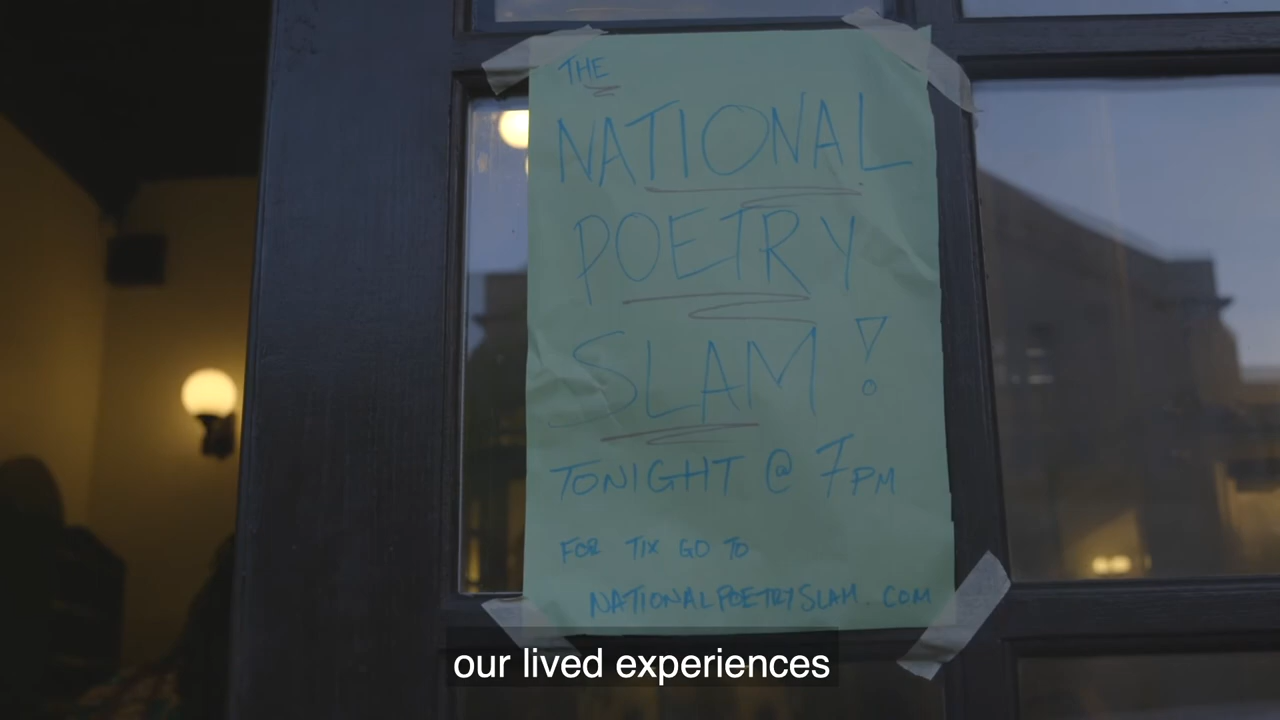 THE
NATIONAL
POETRY
SLAM!
TONIGHT @ 7PM
FOR TIX GO TO
NATIONALPOETRYSLAM.COM
our lived experiences